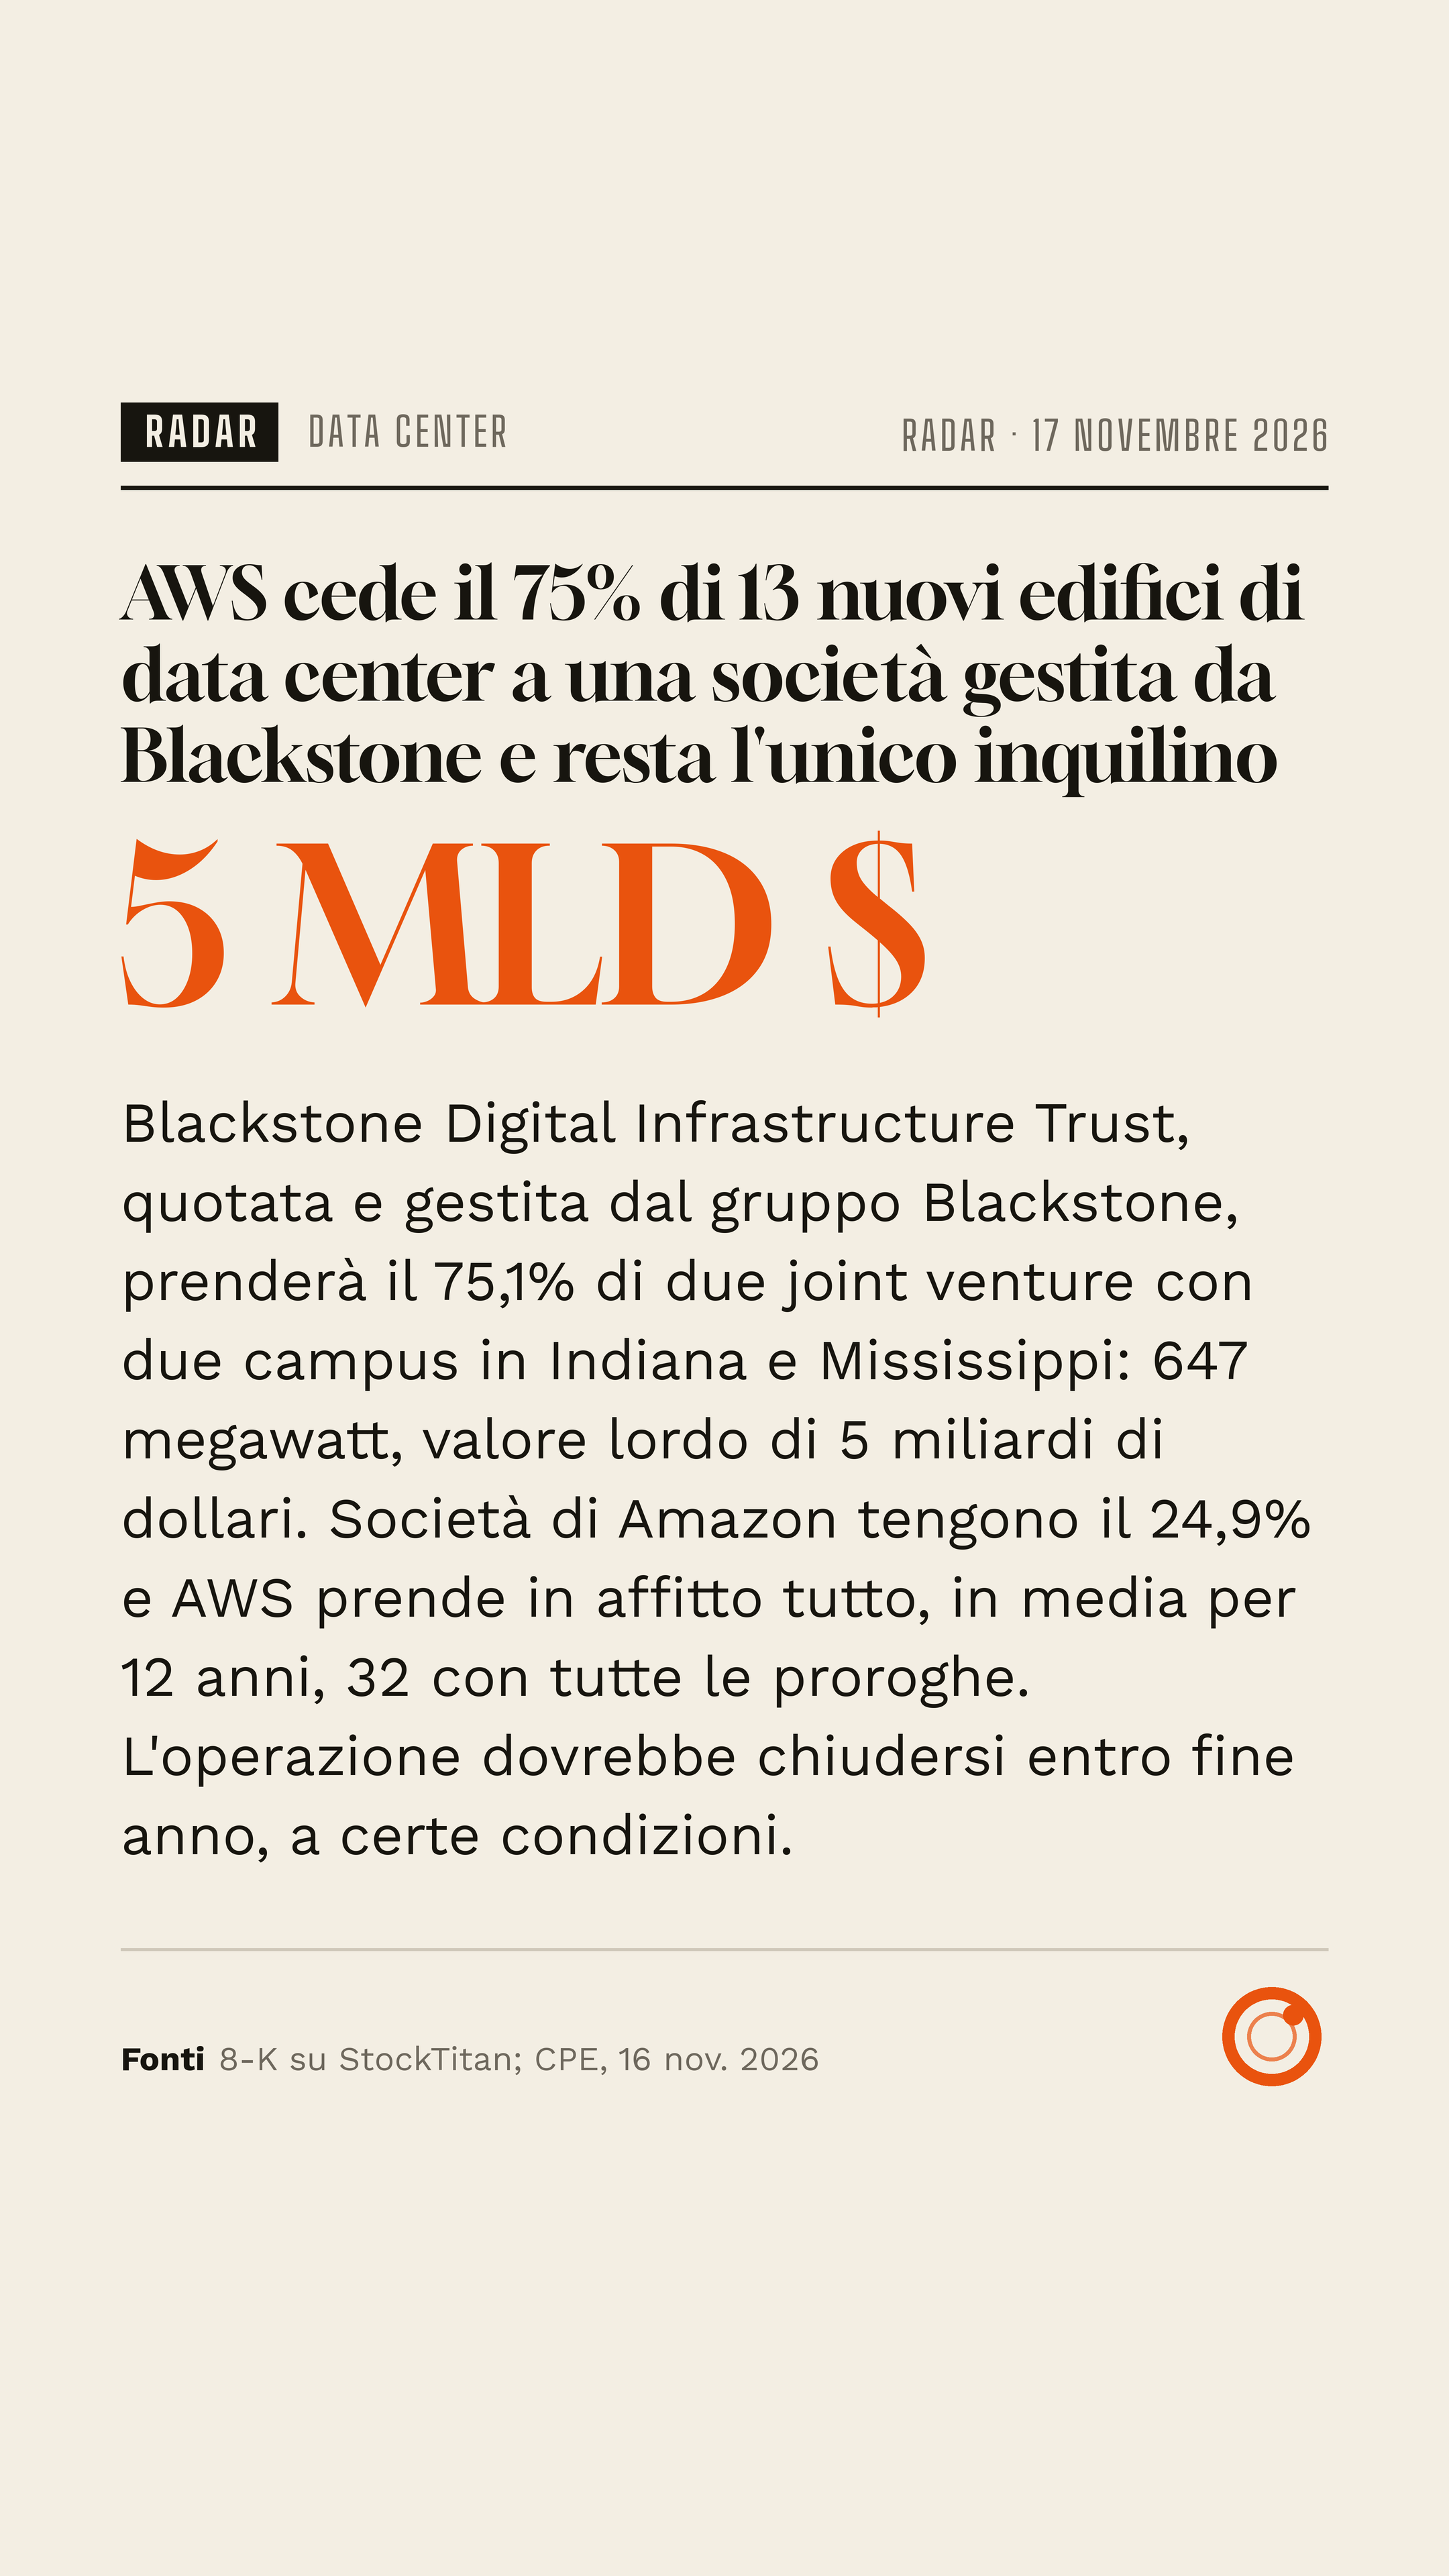 RADAR DATA CENTER RADAR · 17 NOVEMBRE 2026
AWS cede il 75% di 13 nuovi edifici di
data center a una società gestita da
Blackstone e resta l'unico inquilino
5 MLD $
Blackstone Digital Infrastructure Trust,
quotata e gestita dal gruppo Blackstone,
prenderà il 75,1% di due joint venture con
due campus in Indiana e Mississippi: 647
megawatt, valore lordo di 5 miliardi di
dollari. Società di Amazon tengono il 24,9%
e AWS prende in affitto tutto, in media per
12 anni, 32 con tutte le proroghe.
L'operazione dovrebbe chiudersi entro fine
anno, a certe condizioni.
Fonti 8-K su StockTitan; CPE, 16 nov. 2026